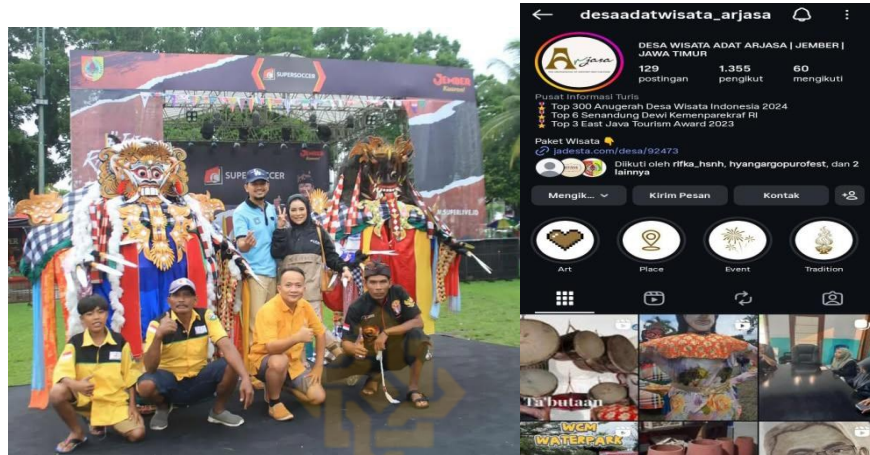 SUPERSOCCER
JEMBER
SUPE
SOCCER
desaadatwisata_arjasa
Arjasa
DESA WISATA ADAT ARJASA | JEMBER |
JAWA TIMUR
129
1.355
60
postingan
pengikut
mengikuti
Pusat Informasi Turis
Top 300 Anugerah Desa Wisata Indonesia 2024
Top 6 Senandung Dewi Kemenparekraf RI
Top 3 East Java Tourism Award 2023
Paket Wisata
jadesta.com/desa/92473
Diikuti oleh rifka_hsnh, hyangargopurofest, dan 2
lainnya
Mengik...
Kirim Pesan
Kontak
Art
Place
Event
Tradition
Ta'butaan
WCM
WATERPARK